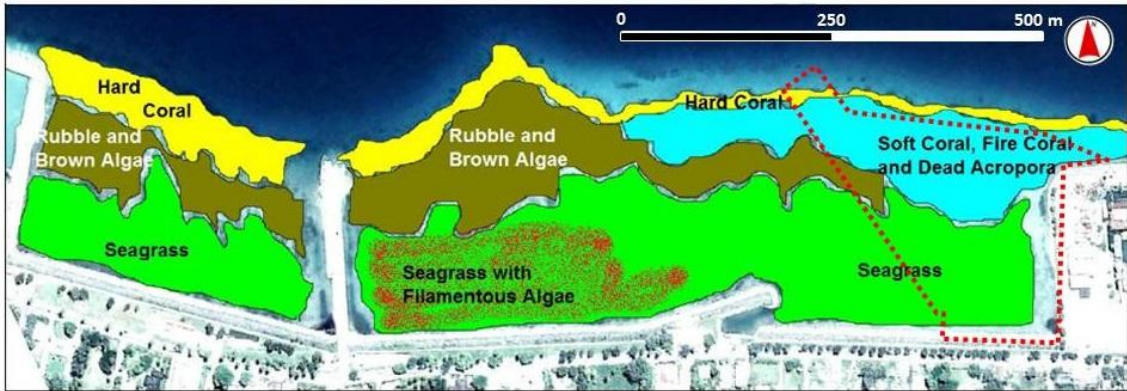 0 250 500 m
Hard
Coral
Hard Coral
Rubble and
Brown Algae
Rubble and
Brown Algae
Soft Coral, Fire Coral
and Dead Acropora
Seagrass
Seagrass with
Filamentous Algae
Seagrass